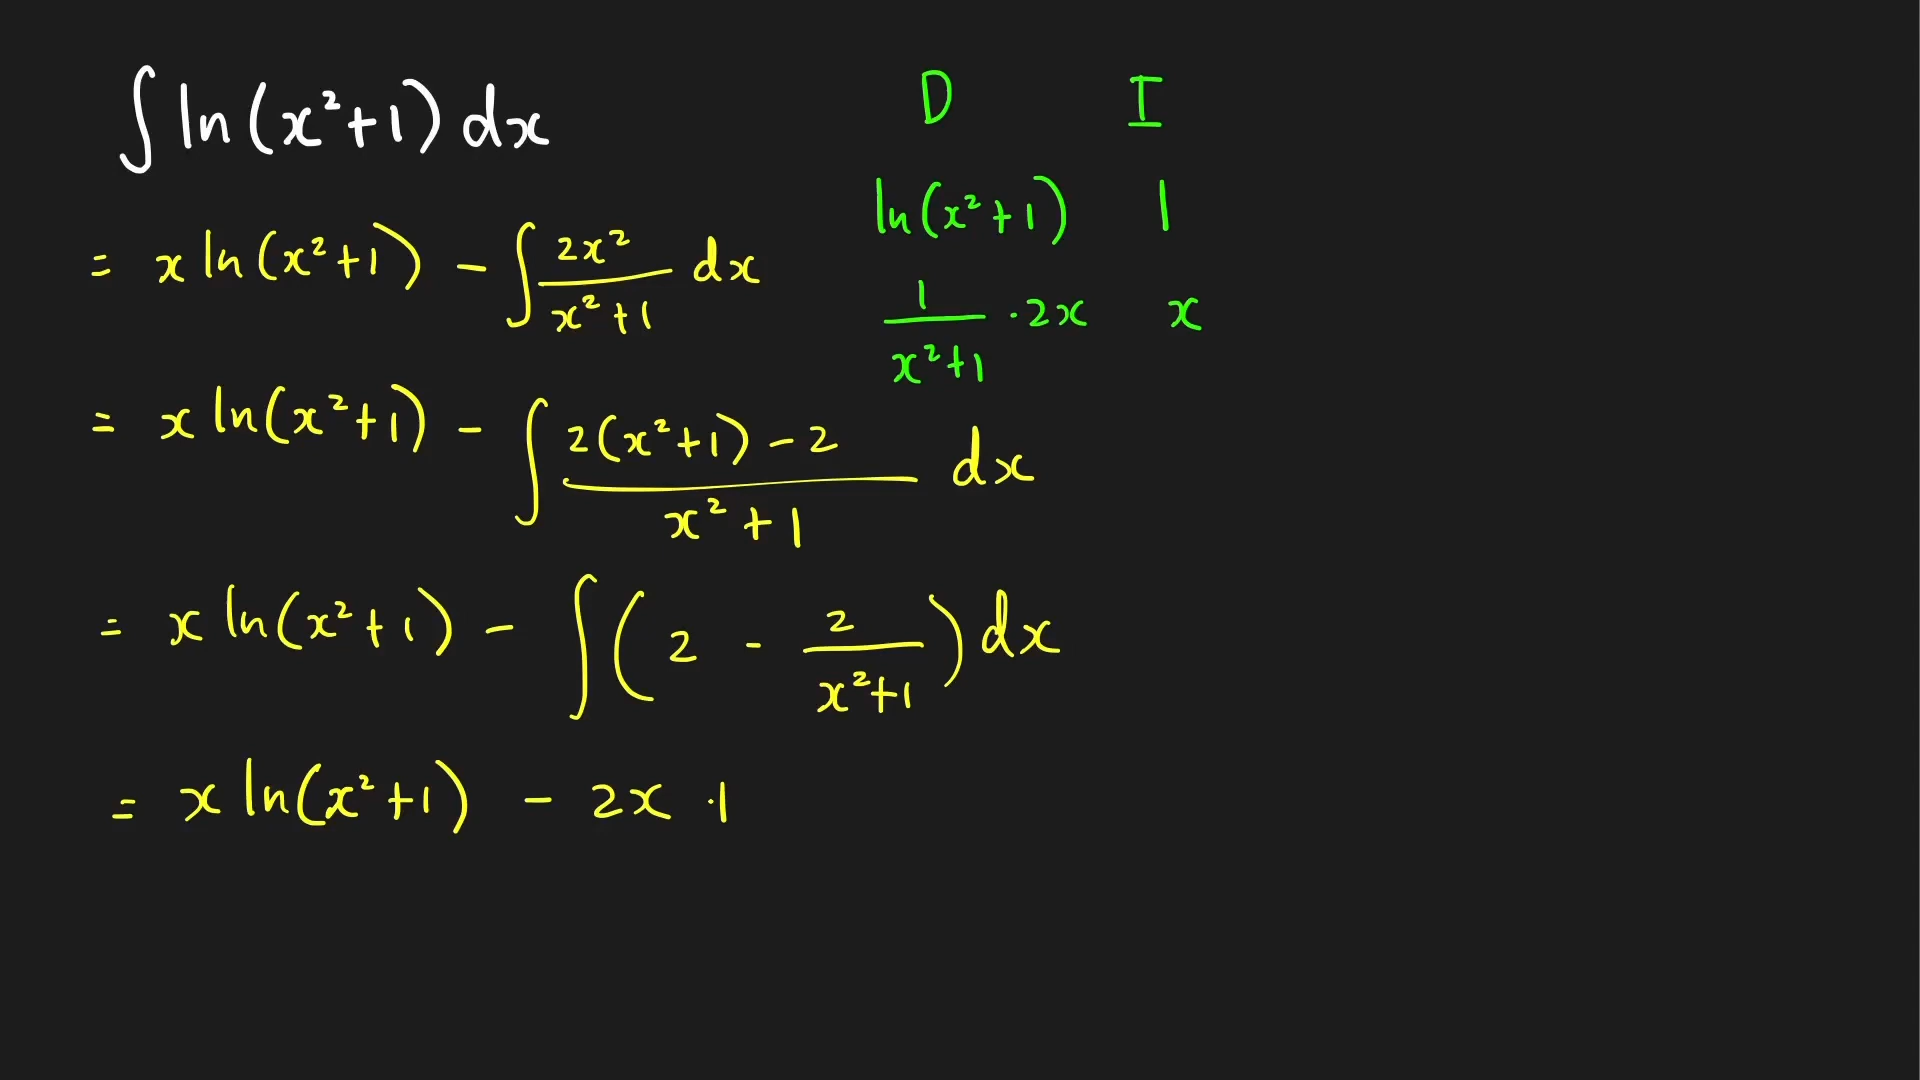 ∫ ln(x²+1) dx
= x ln(x²+1) - ∫ 2x²/(x²+1) dx
= x ln(x²+1) - ∫ (2(x²+1) - 2)/(x²+1) dx
= x ln(x²+1) - ∫ (2 - 2/(x²+1)) dx
= x ln(x²+1) - 2x
D I
ln(x²+1) 1
1/(x²+1) · 2x x